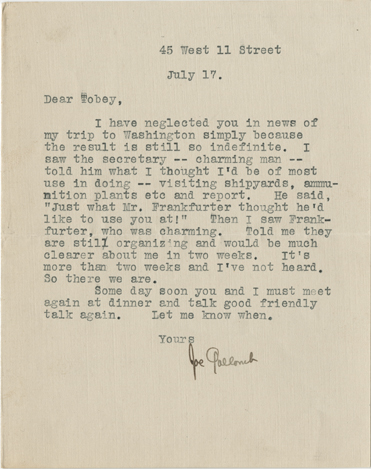 45 West 11 Street
July 17.
Dear Tobey,
I have neglected you in news of
my trip to Washington simply because
the result is still so indefinite. I
saw the secretary -- charming man --
told him what I thought I'd be of most
use in doing -- visiting shipyards, ammu-
nition plants etc and report. He said,
"Just what Mr. Frankfurter thought he'd
like to use you at!" Then I saw Frank-
furter, who was charming. Told me they
are still organizing and would be much
clearer about me in two weeks. It's
more than two weeks and I've not heard.
So there we are.
Some day soon you and I must meet
again at dinner and talk good friendly
talk again. Let me know when.
Yours
Joe